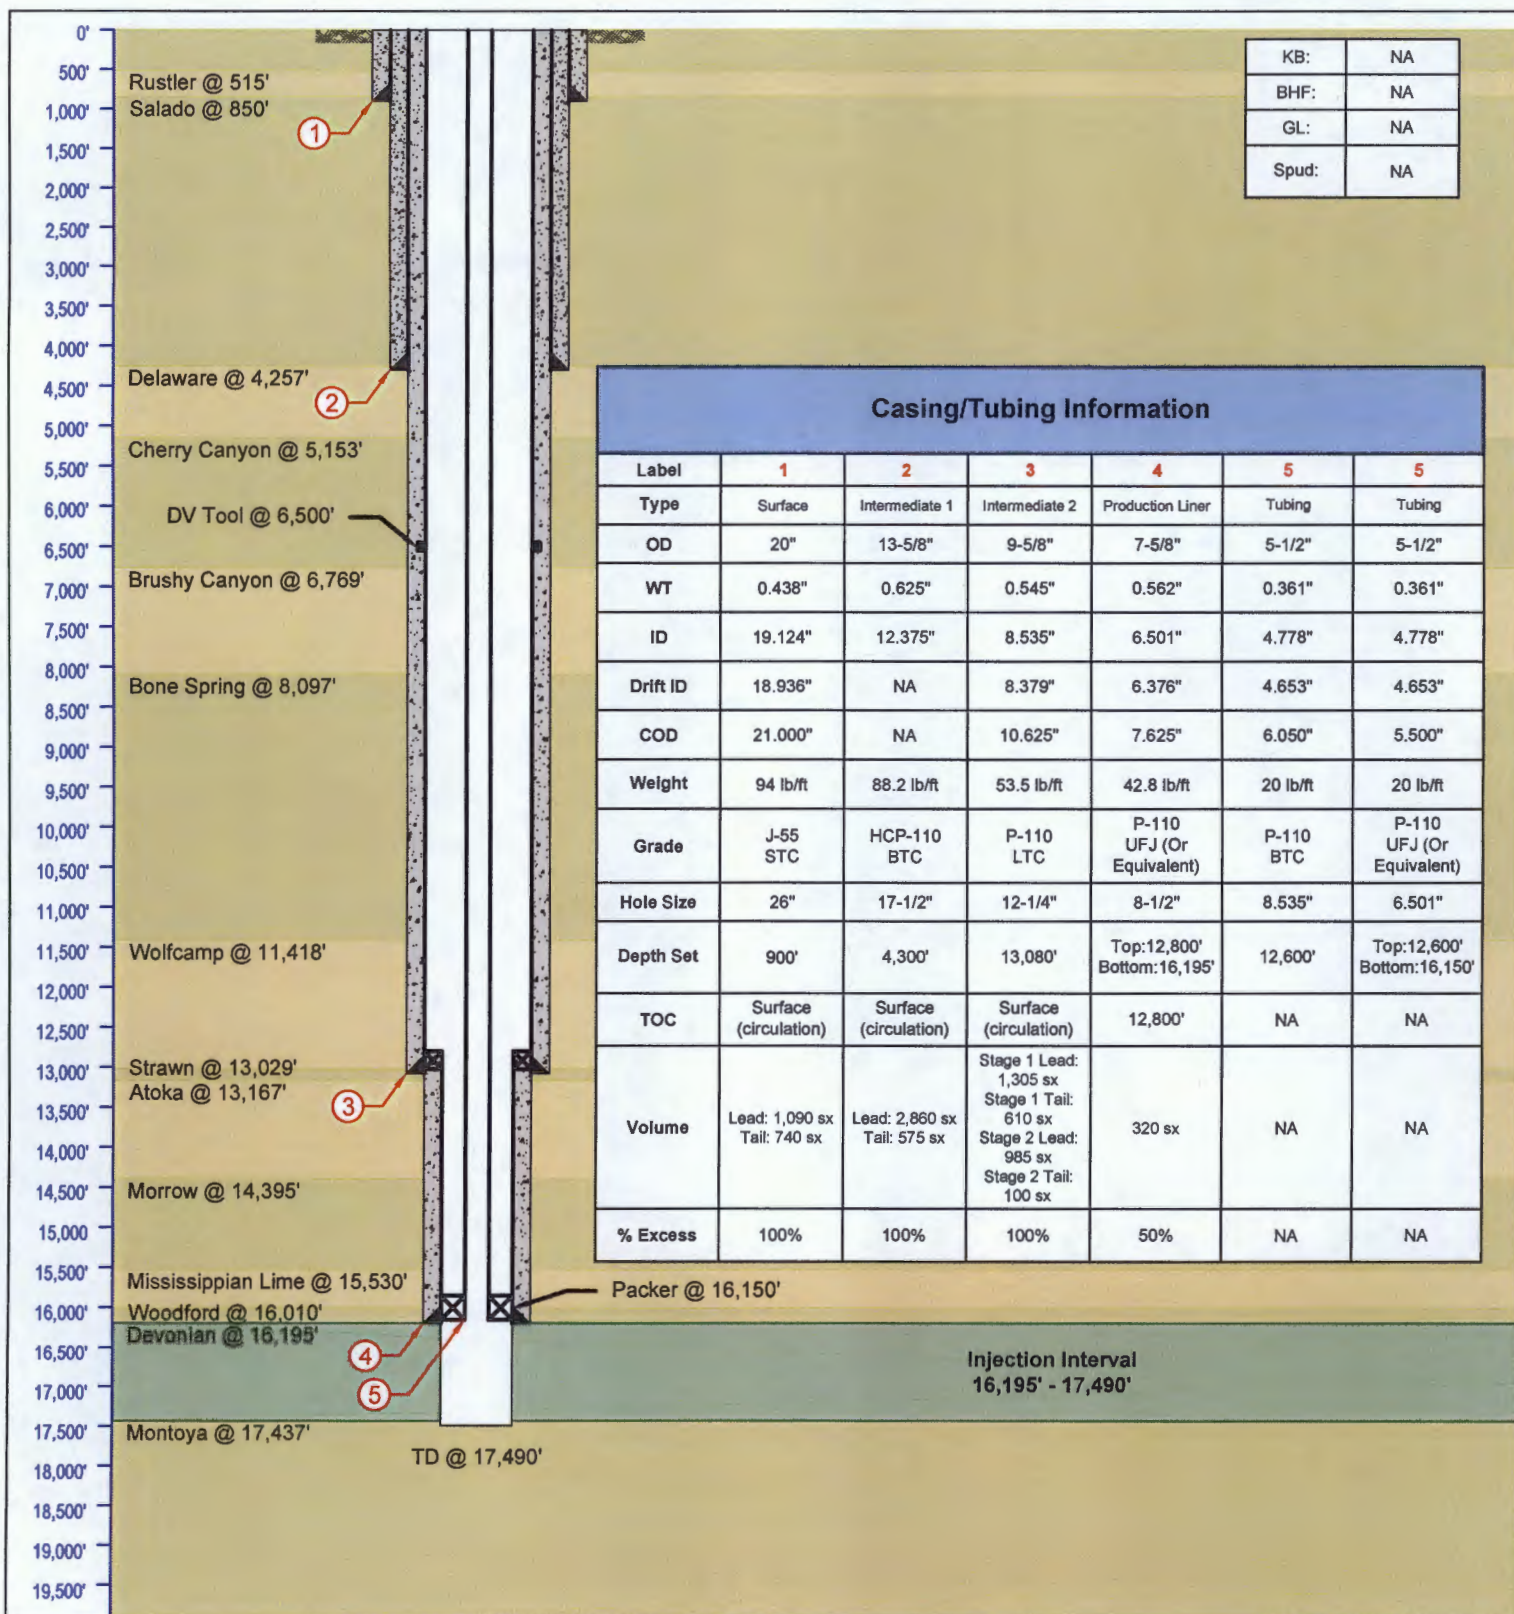 0'
500'
1,000'
1,500'
2,000'
2,500'
3,000'
3,500'
4,000'
4,500'
5,000'
5,500'
6,000'
6,500'
7,000'
7,500'
8,000'
8,500'
9,000'
9,500'
10,000'
10,500'
11,000'
11,500'
12,000'
12,500'
13,000'
13,500'
14,000'
14,500'
15,000
15,500'
16,000'
16,500'
17,000'
17,500'
18,000'
18,500'
19,000'
19,500'
Rustler @ 515'
Salado @ 850'
1
Delaware @ 4,257'
2
Cherry Canyon @ 5,153'
DV Tool @ 6,500'
Brushy Canyon @ 6,769'
Bone Spring @ 8,097'
Wolfcamp @ 11,418'
Strawn @ 13,029'
Atoka @ 13,167'
3
Morrow @ 14,395'
Mississippian Lime @ 15,530'
Packer @ 16,150'
Woodford @ 16,010'
Devonian @ 16,195'
4
5
Injection Interval
16,195' - 17,490'
Montoya @ 17,437'
TD @ 17,490'
KB: NA
BHF: NA
GL: NA
Spud: NA
Casing/Tubing Information
Label 1 2 3 4 5 5
Type Surface Intermediate 1 Intermediate 2 Production Liner Tubing Tubing
OD 20" 13-5/8" 9-5/8" 7-5/8" 5-1/2" 5-1/2"
WT 0.438" 0.625" 0.545" 0.562" 0.361" 0.361"
ID 19.124" 12.375" 8.535" 6.501" 4.778" 4.778"
Drift ID 18.936" NA 8.379" 6.376" 4.653" 4.653"
COD 21.000" NA 10.625" 7.625" 6.050" 5.500"
Weight 94 lb/ft 88.2 lb/ft 53.5 lb/ft 42.8 lb/ft 20 lb/ft 20 lb/ft
Grade
J-55
STC
HCP-110
BTC
P-110
LTC
P-110
UFJ (Or
Equivalent)
P-110
BTC
P-110
UFJ (Or
Equivalent)
Hole Size 26" 17-1/2" 12-1/4" 8-1/2" 8.535" 6.501"
Depth Set 900' 4,300' 13,080'
Top:12,800'
Bottom:16,195'
12,600'
Top:12,600'
Bottom:16,150'
TOC
Surface
(circulation)
Surface
(circulation)
Surface
(circulation)
12,800' NA NA
Volume
Lead: 1,090 sx
Tail: 740 sx
Lead: 2,860 sx
Tail: 575 sx
Stage 1 Lead:
1,305 sx
Stage 1 Tail:
610 sx
Stage 2 Lead:
985 sx
Stage 2 Tail:
100 sx
320 sx NA NA
% Excess 100% 100% 100% 50% NA NA